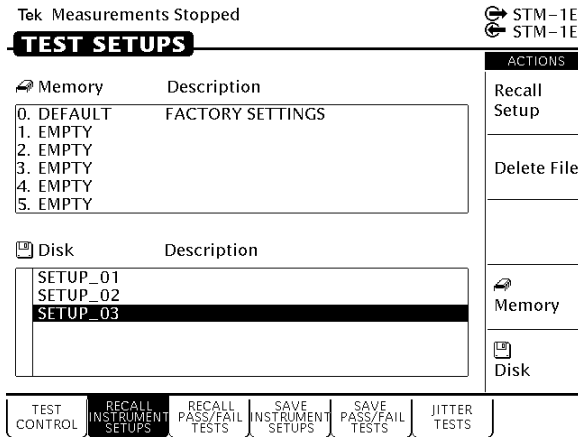 Tek Measurements Stopped
STM-1E
STM-1E
TEST SETUPS
ACTIONS
Memory Description
0. DEFAULT FACTORY SETTINGS
1. EMPTY
2. EMPTY
3. EMPTY
4. EMPTY
5. EMPTY
Disk Description
SETUP_01
SETUP_02
SETUP_03
Recall
Setup
Delete File
Memory
Disk
TEST
CONTROL
RECALL
INSTRUMENT
SETUPS
RECALL
PASS/FAIL
TESTS
SAVE
INSTRUMENT
SETUPS
SAVE
PASS/FAIL
TESTS
JITTER
TESTS